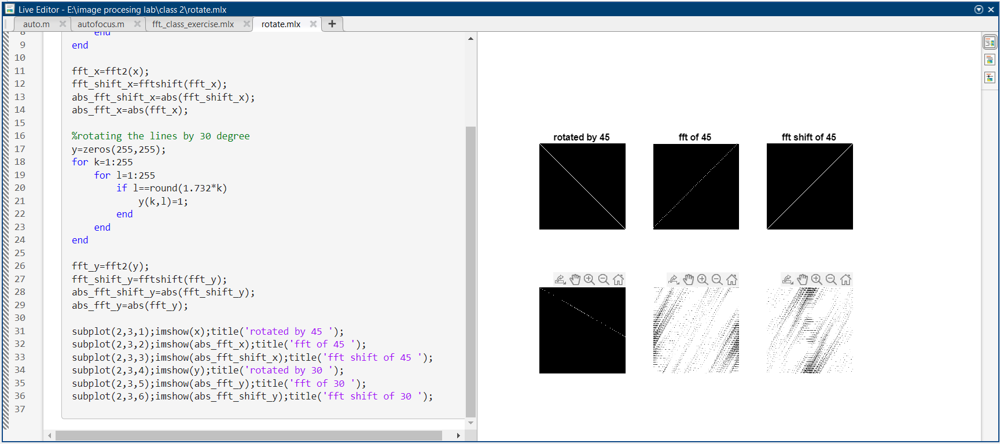 Live Editor - E:\image procesing lab\class 2\rotate.mlx
auto.m
autofocus.m
fft._class_exercise.mlx
rotate.mlx
8 end
9 end
10
11 fft_x=fft2(x);
12 fft_shift_x=fftshift(fft_x);
13 abs_fft_shift_x=abs(fft_shift_x);
14 abs_fft_x=abs(fft_x);
15
16 %rotating the lines by 30 degree
17 y=zeros(255,255);
18 for k=1:255
19 for l=1:255
20 if l==round(1.732*k)
21 y(k,l)=1;
22 end
23 end
24 end
25
26 fft_y=fft2(y);
27 fft_shift_y=fftshift(fft_y);
28 abs_fft_shift_y=abs(fft_shift_y);
29 abs_fft_y=abs(fft_y);
30
31 subplot(2,3,1);imshow(x);title('rotated by 45 ');
32 subplot(2,3,2);imshow(abs_fft_x);title('fft of 45 ');
33 subplot(2,3,3);imshow(abs_fft_shift_x);title('fft shift of 45 ');
34 subplot(2,3,4);imshow(y);title('rotated by 30 ');
35 subplot(2,3,5);imshow(abs_fft_y);title('fft of 30 ');
36 subplot(2,3,6);imshow(abs_fft_shift_y);title('fft shift of 30 ');
37
rotated by 45
fft of 45
fft shift of 45